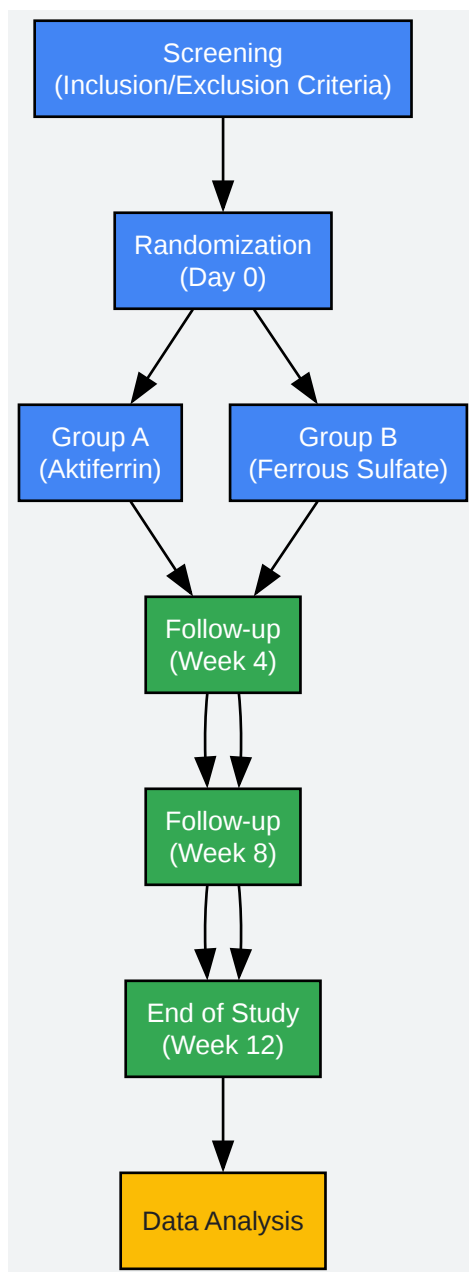 Screening
(Inclusion/Exclusion Criteria)
Randomization
(Day 0)
Group A
(Aktiferrin)
Group B
(Ferrous Sulfate)
Follow-up
(Week 4)
Follow-up
(Week 8)
End of Study
(Week 12)
Data Analysis